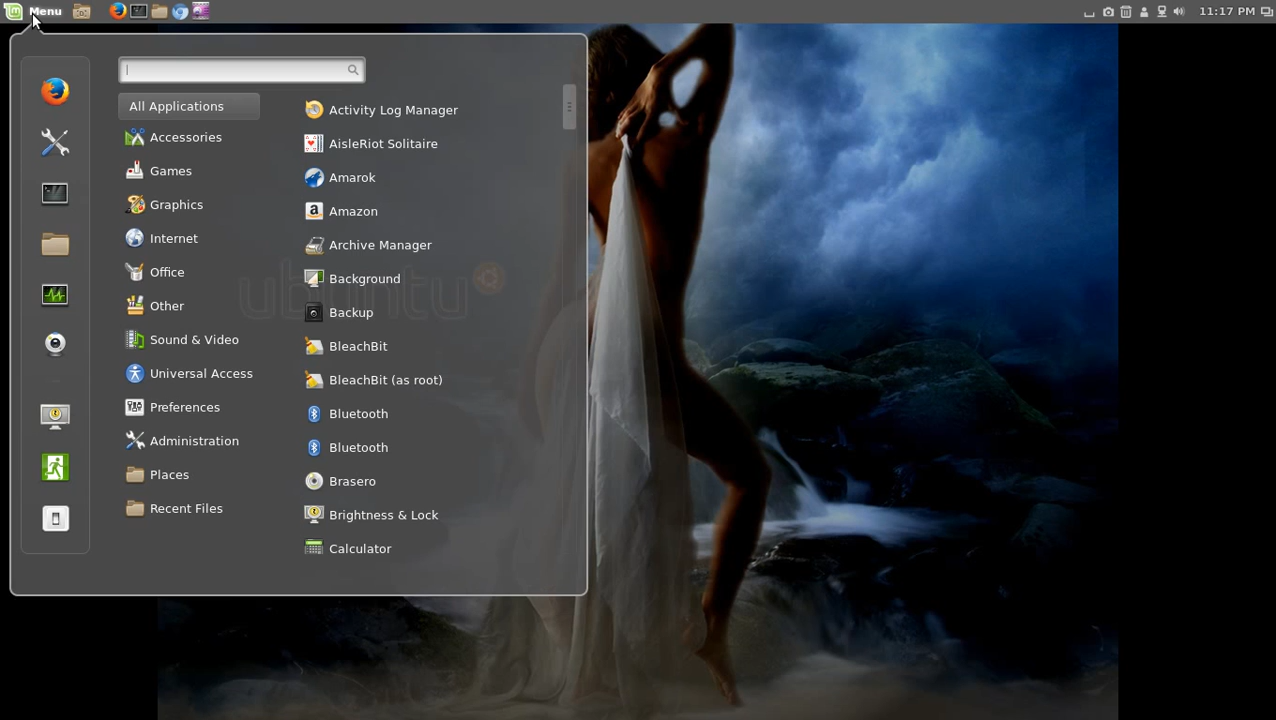 Menu
11:17 PM
All Applications
Accessories
Games
Graphics
Internet
Office
Other
Sound & Video
Universal Access
Preferences
Administration
Places
Recent Files
Activity Log Manager
AisleRiot Solitaire
Amarok
Amazon
Archive Manager
Background
Backup
BleachBit
BleachBit (as root)
Bluetooth
Bluetooth
Brasero
Brightness & Lock
Calculator
ubuntu